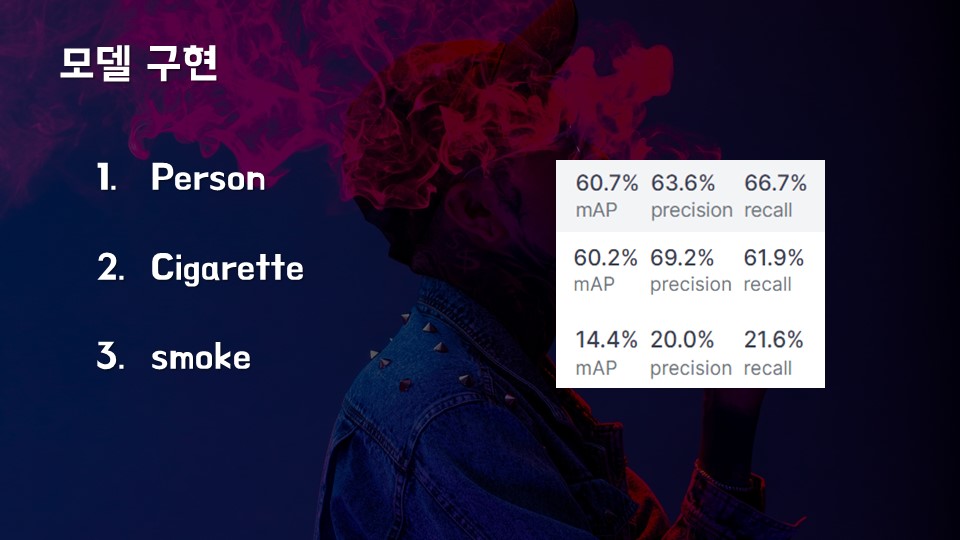 모델 구현
1. Person
60.7% 63.6% 66.7%
mAP precision recall
2. Cigarette
60.2% 69.2% 61.9%
mAP precision recall
3. smoke
14.4% 20.0% 21.6%
mAP precision recall